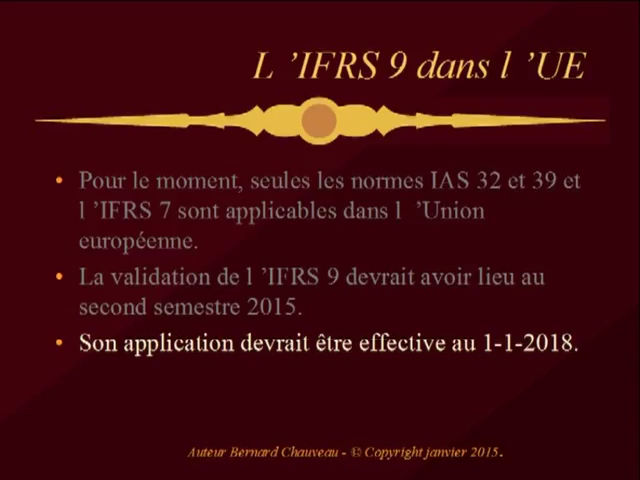 L ’IFRS 9 dans l ’UE
• Pour le moment, seules les normes IAS 32 et 39 et
l ’IFRS 7 sont applicables dans l ’Union
européenne.
• La validation de l ’IFRS 9 devrait avoir lieu au
second semestre 2015.
• Son application devrait être effective au 1-1-2018.
Auteur Bernard Chauveau - © Copyright janvier 2015.